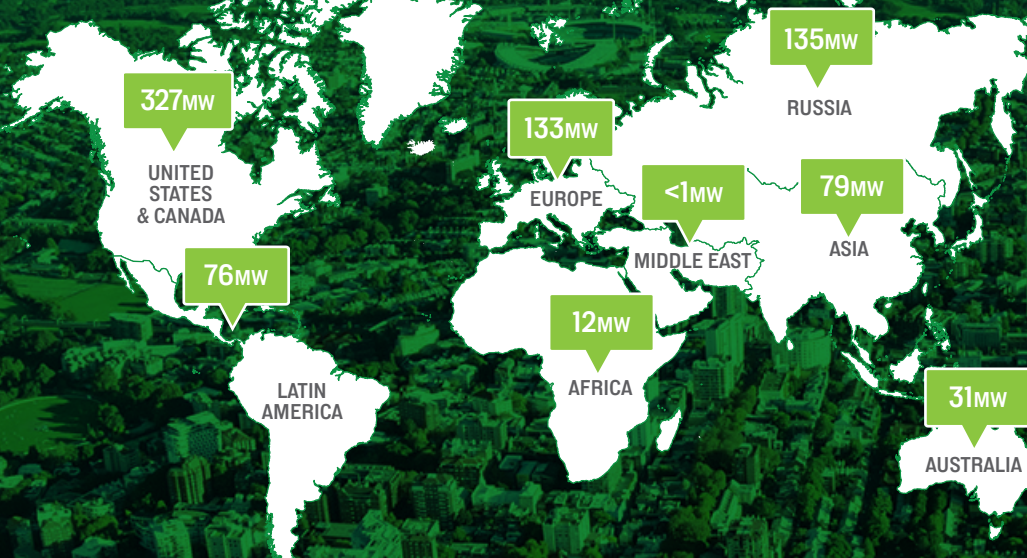 135MW
RUSSIA
327MW
UNITED
STATES
& CANADA
133MW
EUROPE
<1MW
MIDDLE EAST
79MW
ASIA
76MW
LATIN
AMERICA
12MW
AFRICA
31MW
AUSTRALIA